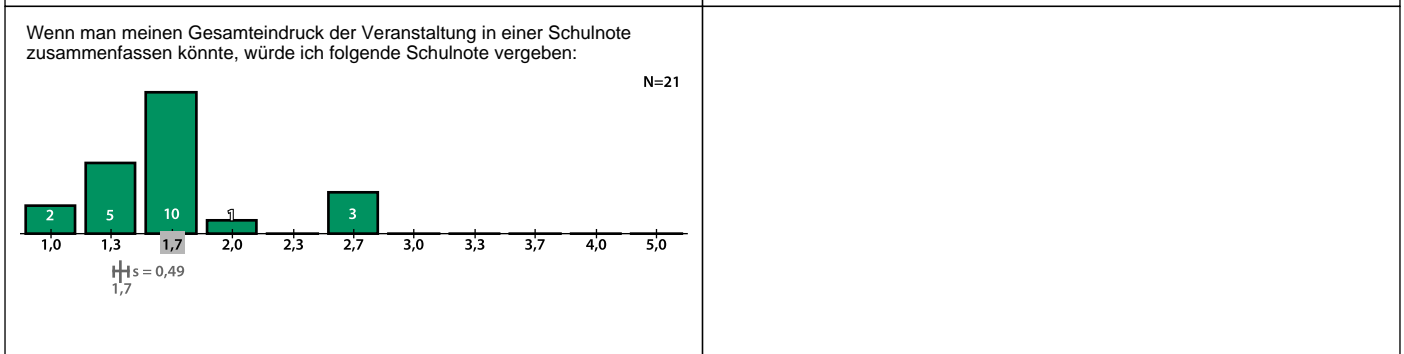 Wenn man meinen Gesamteindruck der Veranstaltung in einer Schulnote
zusammenfassen könnte, würde ich folgende Schulnote vergeben:
N=21
2 5 10 1 3
1,0 1,3 1,7 2,0 2,3 2,7 3,0 3,3 3,7 4,0 5,0
s = 0,49
1,7